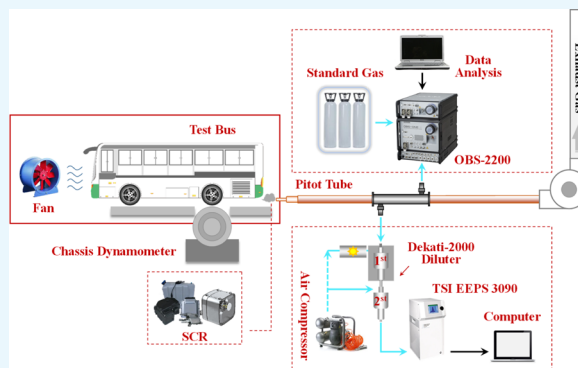 Standard Gas
Data
Analysis
OBS-2200
Test Bus
Fan
Pitot Tube
Chassis Dynamometer
SCR
Air Compressor
1st
2st
Dekati-2000
Diluter
TSI EEPS 3090
Computer